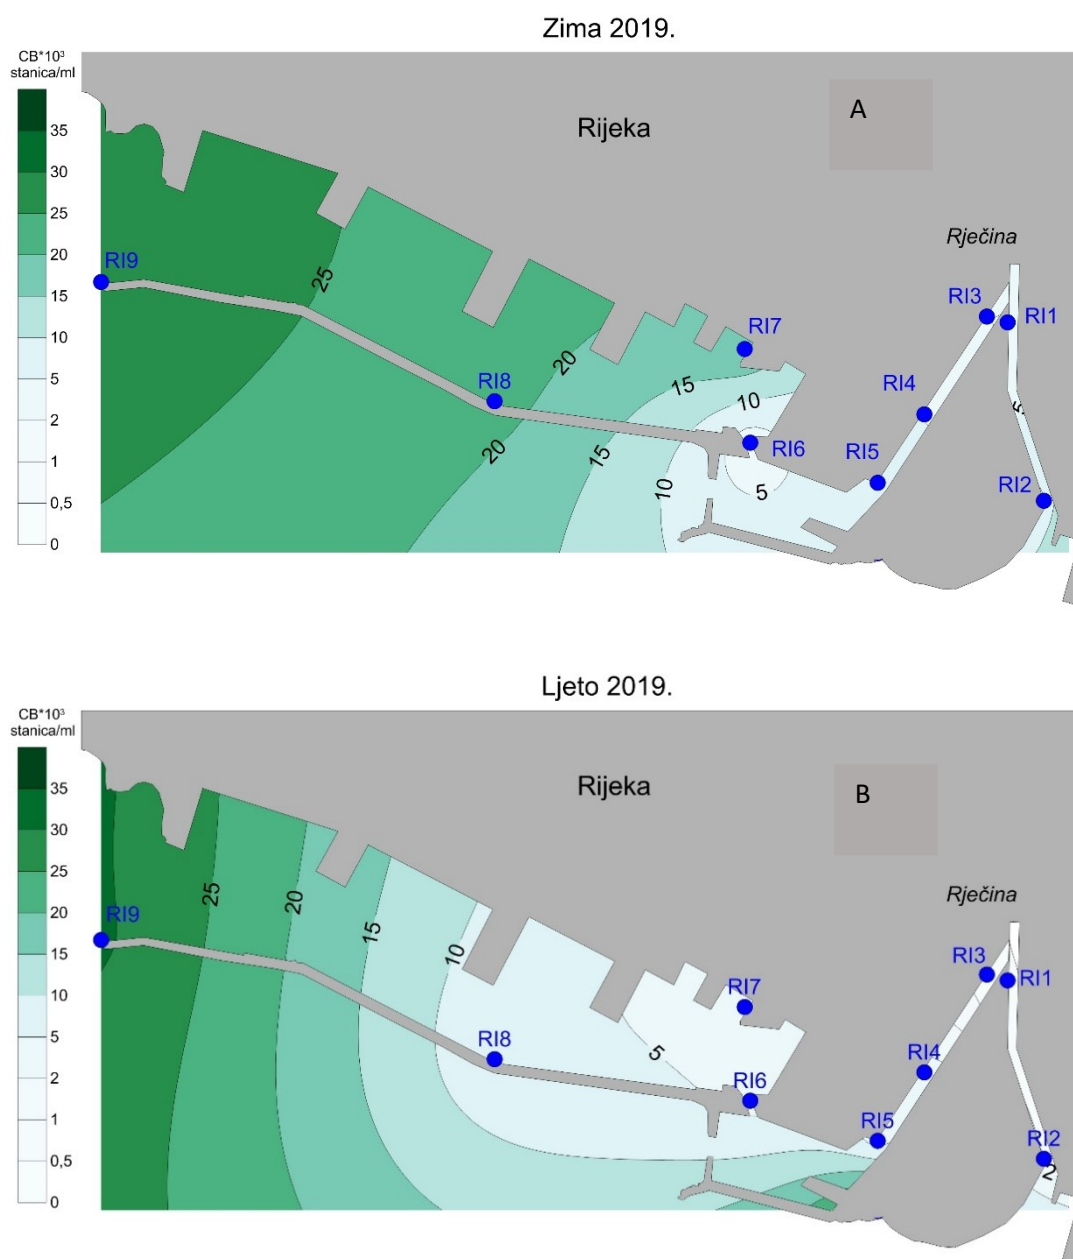 Zima 2019.
CB*10³
stanica/ml
35
30
25
20
15
10
5
2
1
0,5
0
Rijeka
A
Rječina
RI9
25
RI3
RI1
RI7
20
RI8
15
RI4
10
5
20
15
RI6
RI5
10
5
RI2
Ljeto 2019.
CB*10³
stanica/ml
35
30
25
20
15
10
5
2
1
0,5
0
Rijeka
B
Rječina
RI9
25
20
15
10
RI3
RI1
RI7
RI8
5
RI4
RI6
RI5
RI2
2